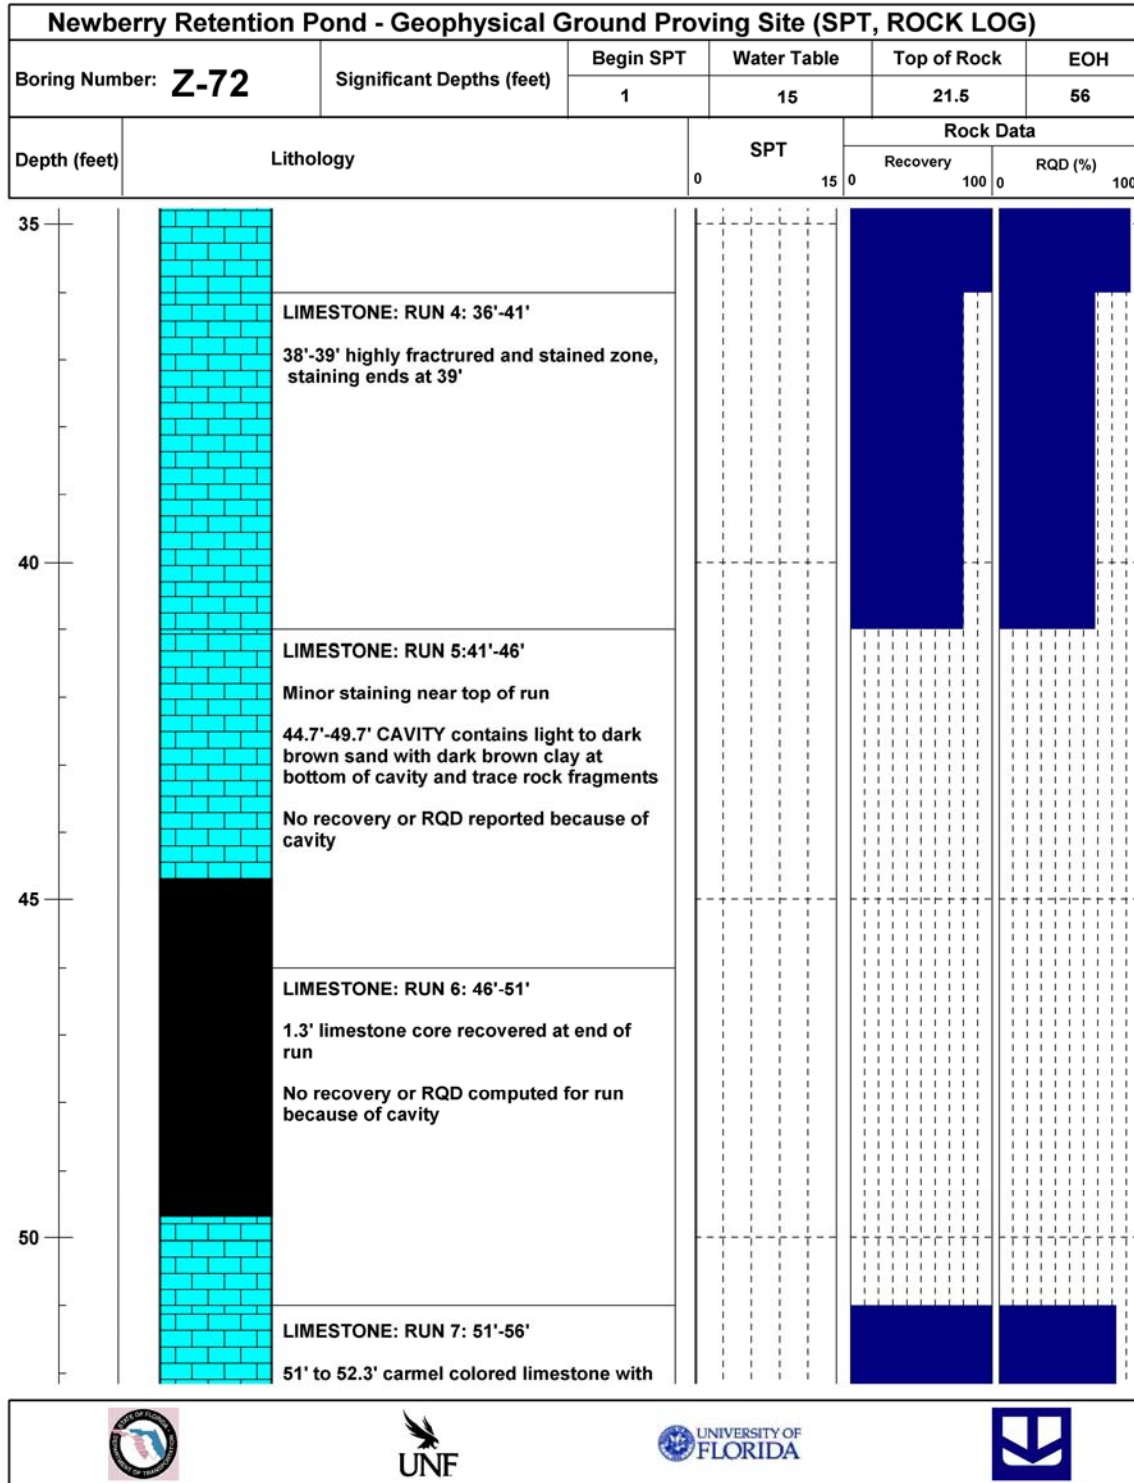 Newberry Retention Pond - Geophysical Ground Proving Site (SPT, ROCK LOG)
Boring Number: Z-72
Significant Depths (feet)
Begin SPT
Water Table
Top of Rock
EOH
1
15
21.5
56
Depth (feet)
Lithology
SPT
0
15
Rock Data
Recovery
0
100
RQD (%)
0
100
35
LIMESTONE: RUN 4: 36'-41'
38'-39' highly fractrured and stained zone,
staining ends at 39'
40
LIMESTONE: RUN 5:41'-46'
Minor staining near top of run
44.7'-49.7' CAVITY contains light to dark
brown sand with dark brown clay at
bottom of cavity and trace rock fragments
No recovery or RQD reported because of
cavity
45
LIMESTONE: RUN 6: 46'-51'
1.3' limestone core recovered at end of
run
No recovery or RQD computed for run
because of cavity
50
LIMESTONE: RUN 7: 51'-56'
51' to 52.3' carmel colored limestone with
STATE OF FLORIDA
DEPARTMENT OF TRANSPORTATION
UNF
UNIVERSITY OF
FLORIDA